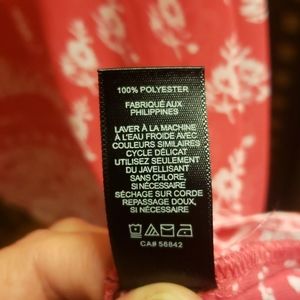 100% POLYESTER
FABRIQUÉ AUX
PHILIPPINES
LAVER À LA MACHINE
À L'EAU FROIDE AVEC
COULEURS SIMILAIRES
CYCLE DÉLICAT
UTILISEZ SEULEMENT
DU JAVELLISANT
SANS CHLORE,
SI NÉCESSAIRE
SÉCHAGE SUR CORDE
REPASSAGE DOUX,
SI NÉCESSAIRE
CA# 56842